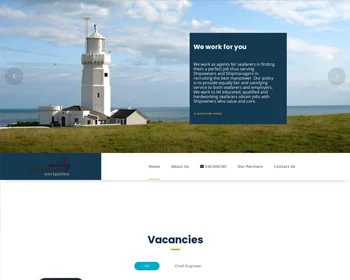 We work for you
We work as agents for seafarers in finding
them a perfect job thus serving
Shipowners and Shipmanagers in
recruiting the best manpower. Our policy
is to provide equally fair and satisfying
service to both seafarers and employers.
We work to let educated, qualified and
hardworking seafarers obtain jobs with
Shipowners who value and care.
navigation
Home
About Us
VACANCIES
Our Partners
Contact Us
Vacancies
All
Chief Engineer